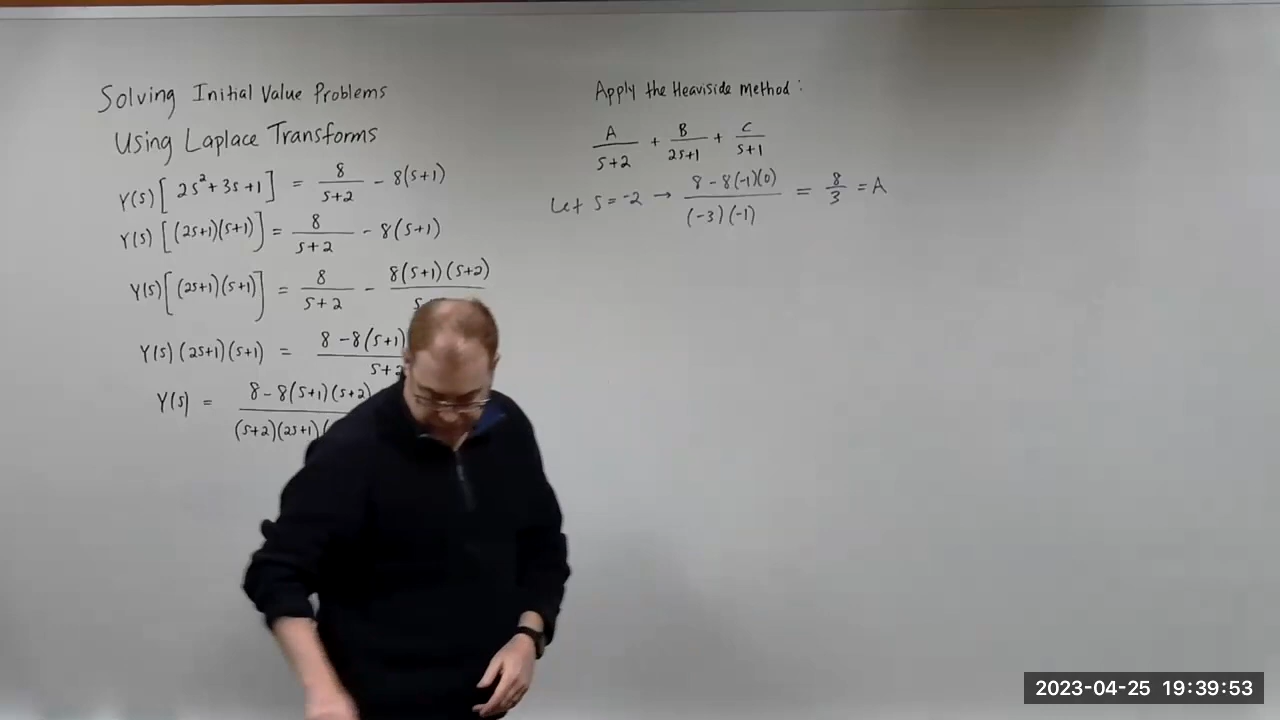 Solving Initial Value Problems
Using Laplace Transforms
Y(s) [ 2s² + 3s + 1 ] = 8/(s+2) - 8(s+1)
Y(s) [(2s+1)(s+1)] = 8/(s+2) - 8(s+1)
Y(s) [(2s+1)(s+1)] = 8/(s+2) - 8(s+1)(s+2)/s
Y(s)(2s+1)(s+1) = 8 - 8(s+1)/s+2
Y(s) = 8 - 8(s+1)(s+2)/(s+2)(2s+1)(
Apply the Heaviside Method:
A/(s+2) + B/(2s+1) + C/(s+1)
Let s = -2 → 8 - 8(-1)(0)/(-3)(-1) = 8/3 = A
2023-04-25 19:39:53